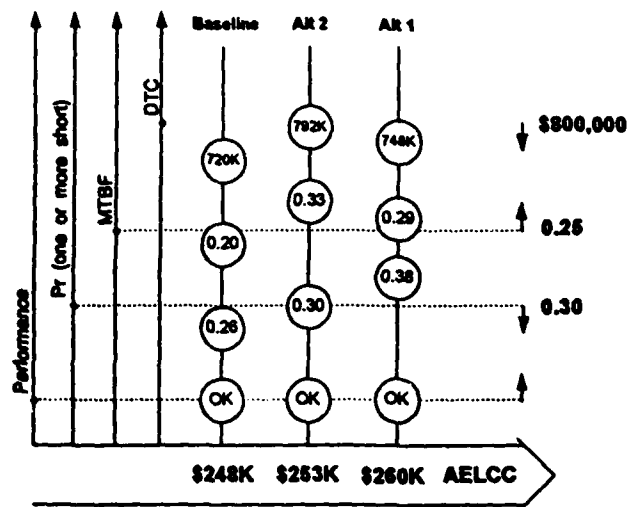 Baseline Alt 2 Alt 1
Performance
Pr (one or more short)
MTBF
DTC
792K
$800,000
748K
720K
0.33
0.29
0.25
0.20
0.38
0.30
0.30
0.26
OK OK OK
$248K $253K $260K AELCC